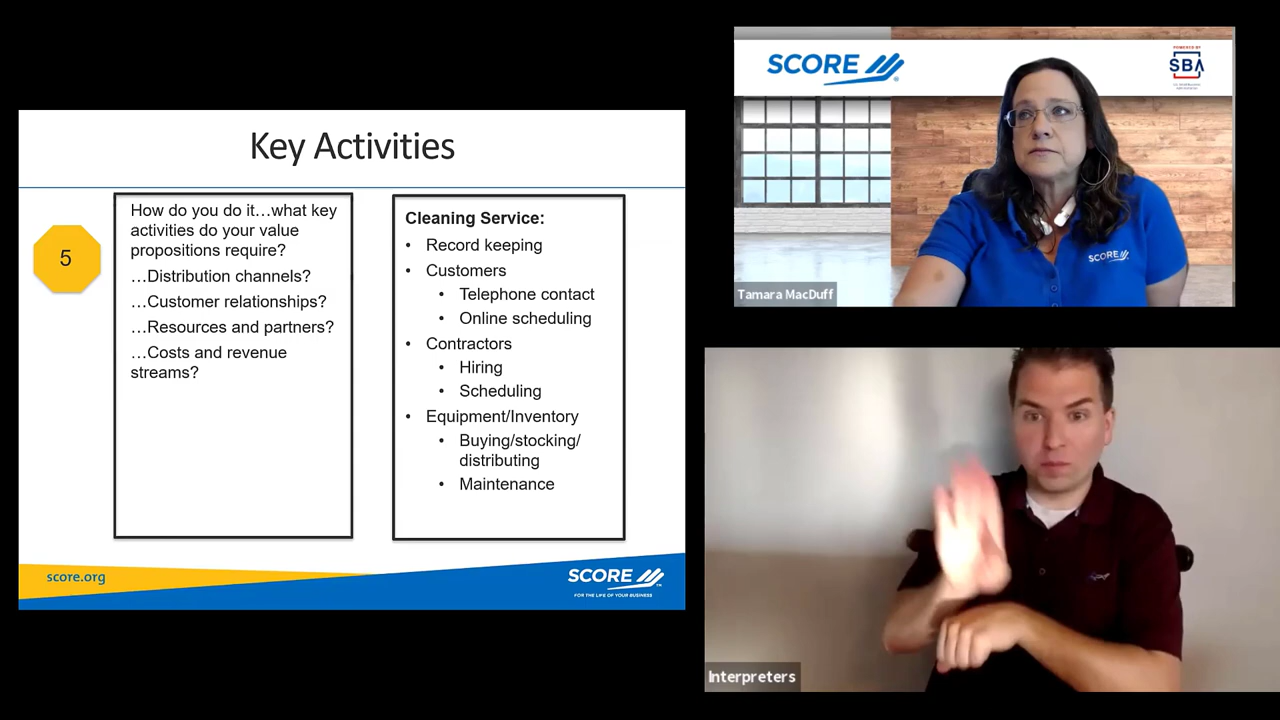 Key Activities
5
How do you do it…what key
activities do your value
propositions require?
…Distribution channels?
…Customer relationships?
…Resources and partners?
…Costs and revenue
streams?
Cleaning Service:
• Record keeping
• Customers
• Telephone contact
• Online scheduling
• Contractors
• Hiring
• Scheduling
• Equipment/Inventory
• Buying/stocking/
distributing
• Maintenance
score.org
SCORE
FOR THE LIFE OF YOUR BUSINESS
SCORE
POWERED BY
SBA
SCORE
Tamara MacDuff
Interpreters